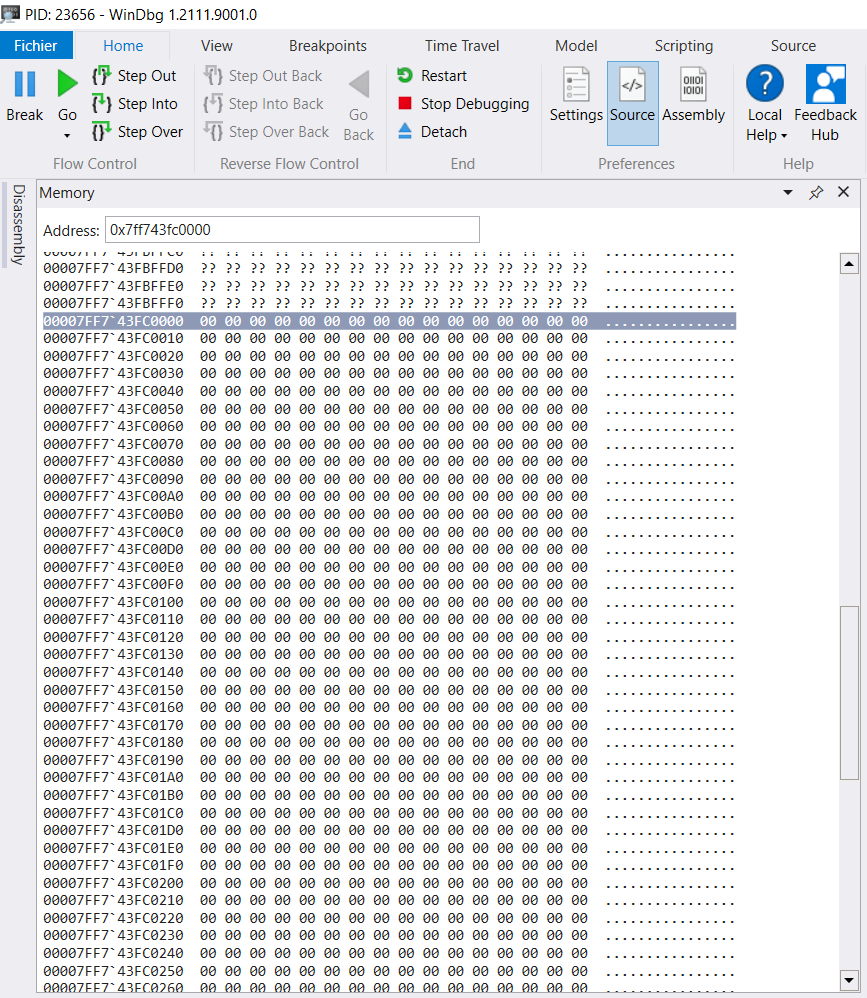 PID: 23656 - WinDbg 1.2111.9001.0
Fichier Home View Breakpoints Time Travel Model Scripting Source
Break
Go
Step Out
Step Into
Step Over
Flow Control
Step Out Back
Step Into Back
Step Over Back
Go
Back
Reverse Flow Control
Restart
Stop Debugging
Detach
End
Settings
Source
Assembly
Preferences
Local
Help
Feedback
Hub
Help
Disassembly
Memory
Address: 0x7ff743fc0000
00007FF7`43FBFFC0 ?? ?? ?? ?? ?? ?? ?? ?? ?? ?? ?? ?? ?? ?? ?? ?? ................
00007FF7`43FBFFD0 ?? ?? ?? ?? ?? ?? ?? ?? ?? ?? ?? ?? ?? ?? ?? ?? ................
00007FF7`43FBFFE0 ?? ?? ?? ?? ?? ?? ?? ?? ?? ?? ?? ?? ?? ?? ?? ?? ................
00007FF7`43FBFFF0 ?? ?? ?? ?? ?? ?? ?? ?? ?? ?? ?? ?? ?? ?? ?? ?? ................
00007FF7`43FC0000 00 00 00 00 00 00 00 00 00 00 00 00 00 00 00 00 ................
00007FF7`43FC0010 00 00 00 00 00 00 00 00 00 00 00 00 00 00 00 00 ................
00007FF7`43FC0020 00 00 00 00 00 00 00 00 00 00 00 00 00 00 00 00 ................
00007FF7`43FC0030 00 00 00 00 00 00 00 00 00 00 00 00 00 00 00 00 ................
00007FF7`43FC0040 00 00 00 00 00 00 00 00 00 00 00 00 00 00 00 00 ................
00007FF7`43FC0050 00 00 00 00 00 00 00 00 00 00 00 00 00 00 00 00 ................
00007FF7`43FC0060 00 00 00 00 00 00 00 00 00 00 00 00 00 00 00 00 ................
00007FF7`43FC0070 00 00 00 00 00 00 00 00 00 00 00 00 00 00 00 00 ................
00007FF7`43FC0080 00 00 00 00 00 00 00 00 00 00 00 00 00 00 00 00 ................
00007FF7`43FC0090 00 00 00 00 00 00 00 00 00 00 00 00 00 00 00 00 ................
00007FF7`43FC00A0 00 00 00 00 00 00 00 00 00 00 00 00 00 00 00 00 ................
00007FF7`43FC00B0 00 00 00 00 00 00 00 00 00 00 00 00 00 00 00 00 ................
00007FF7`43FC00C0 00 00 00 00 00 00 00 00 00 00 00 00 00 00 00 00 ................
00007FF7`43FC00D0 00 00 00 00 00 00 00 00 00 00 00 00 00 00 00 00 ................
00007FF7`43FC00E0 00 00 00 00 00 00 00 00 00 00 00 00 00 00 00 00 ................
00007FF7`43FC00F0 00 00 00 00 00 00 00 00 00 00 00 00 00 00 00 00 ................
00007FF7`43FC0100 00 00 00 00 00 00 00 00 00 00 00 00 00 00 00 00 ................
00007FF7`43FC0110 00 00 00 00 00 00 00 00 00 00 00 00 00 00 00 00 ................
00007FF7`43FC0120 00 00 00 00 00 00 00 00 00 00 00 00 00 00 00 00 ................
00007FF7`43FC0130 00 00 00 00 00 00 00 00 00 00 00 00 00 00 00 00 ................
00007FF7`43FC0140 00 00 00 00 00 00 00 00 00 00 00 00 00 00 00 00 ................
00007FF7`43FC0150 00 00 00 00 00 00 00 00 00 00 00 00 00 00 00 00 ................
00007FF7`43FC0160 00 00 00 00 00 00 00 00 00 00 00 00 00 00 00 00 ................
00007FF7`43FC0170 00 00 00 00 00 00 00 00 00 00 00 00 00 00 00 00 ................
00007FF7`43FC0180 00 00 00 00 00 00 00 00 00 00 00 00 00 00 00 00 ................
00007FF7`43FC0190 00 00 00 00 00 00 00 00 00 00 00 00 00 00 00 00 ................
00007FF7`43FC01A0 00 00 00 00 00 00 00 00 00 00 00 00 00 00 00 00 ................
00007FF7`43FC01B0 00 00 00 00 00 00 00 00 00 00 00 00 00 00 00 00 ................
00007FF7`43FC01C0 00 00 00 00 00 00 00 00 00 00 00 00 00 00 00 00 ................
00007FF7`43FC01D0 00 00 00 00 00 00 00 00 00 00 00 00 00 00 00 00 ................
00007FF7`43FC01E0 00 00 00 00 00 00 00 00 00 00 00 00 00 00 00 00 ................
00007FF7`43FC01F0 00 00 00 00 00 00 00 00 00 00 00 00 00 00 00 00 ................
00007FF7`43FC0200 00 00 00 00 00 00 00 00 00 00 00 00 00 00 00 00 ................
00007FF7`43FC0210 00 00 00 00 00 00 00 00 00 00 00 00 00 00 00 00 ................
00007FF7`43FC0220 00 00 00 00 00 00 00 00 00 00 00 00 00 00 00 00 ................
00007FF7`43FC0230 00 00 00 00 00 00 00 00 00 00 00 00 00 00 00 00 ................
00007FF7`43FC0240 00 00 00 00 00 00 00 00 00 00 00 00 00 00 00 00 ................
00007FF7`43FC0250 00 00 00 00 00 00 00 00 00 00 00 00 00 00 00 00 ................
00007FF7`43FC0260 00 00 00 00 00 00 00 00 00 00 00 00 00 00 00 00 ................